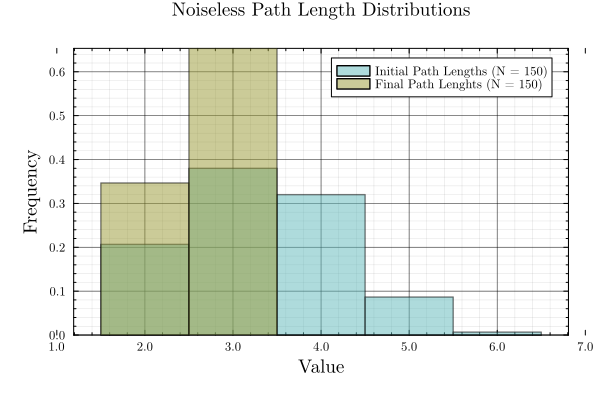 Noiseless Path Length Distributions
Initial Path Lengths (N = 150)
Final Path Lenghts (N = 150)
Frequency
0.6
0.5
0.4
0.3
0.2
0.1
0.0
1.0 2.0 3.0 4.0 5.0 6.0 7.0
Value